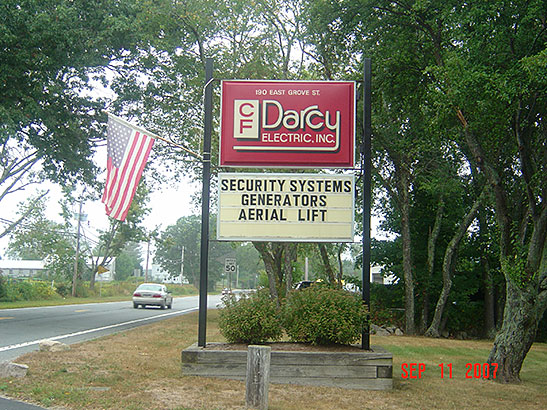 190 EAST GROVE ST.
CF Darcy
ELECTRIC, INC.
SECURITY SYSTEMS
GENERATORS
AERIAL LIFT
50
SEP 11 2007